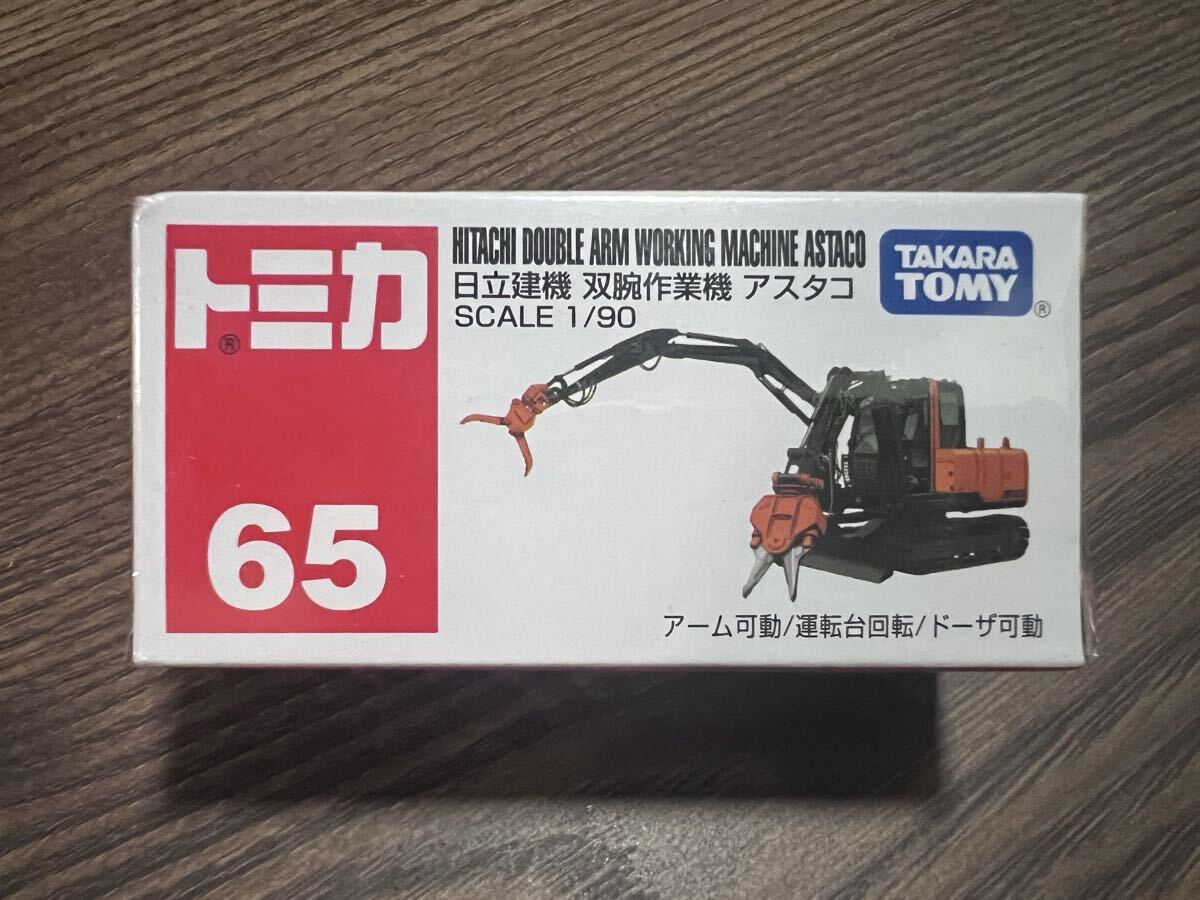 トミカ
®
65
HITACHI DOUBLE ARM WORKING MACHINE ASTACO
日立建機 双腕作業機 アスタコ
SCALE 1/90
TAKARA
TOMY
®
アーム可動/運転台回転/ドーザ可動